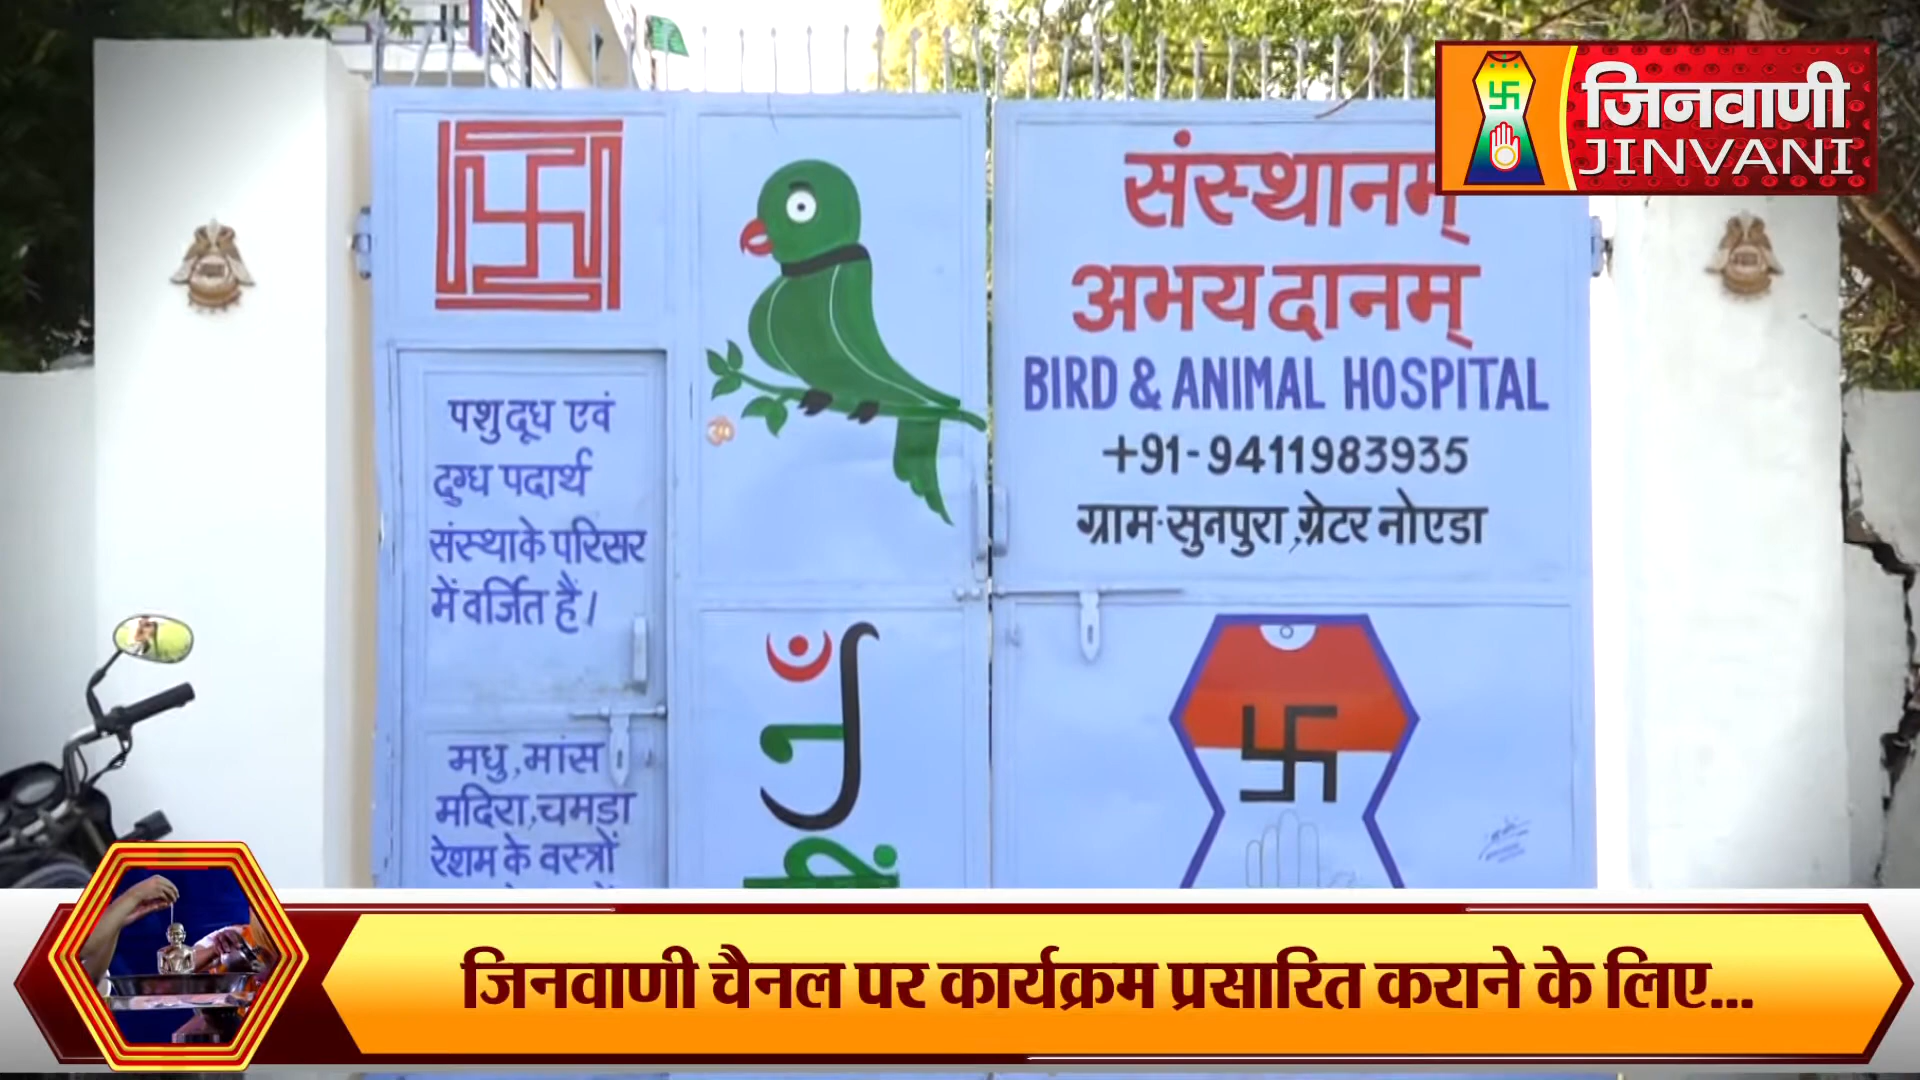 जिनवाणी
JINVANI
संस्थानम्
अभयदानम्
BIRD & ANIMAL HOSPITAL
+91-9411983935
ग्राम-सुनपुरा, ग्रेटर नोएडा
पशु दूध एवं
दुग्ध पदार्थ
संस्था के परिसर
में वर्जित हैं।
मधु, मांस
मदिरा, चमड़ा
रेशम के वस्त्रों
जिनवाणी चैनल पर कार्यक्रम प्रसारित कराने के लिए...